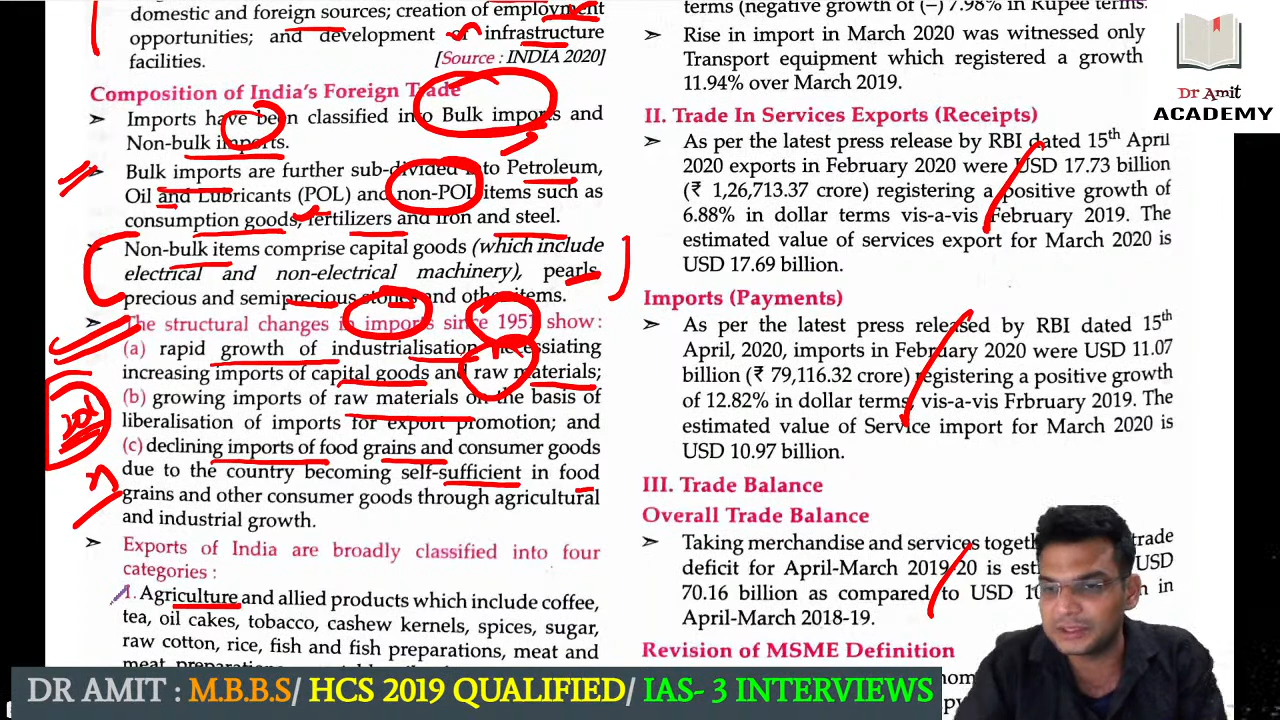 domestic and foreign sources; creation of employment
opportunities; and development of infrastructure
facilities. [Source : INDIA 2020]
Composition of India's Foreign Trade
➢ Imports have been classified into Bulk imports and
Non-bulk imports.
➢ Bulk imports are further sub-divided into Petroleum,
Oil and Lubricants (POL) and non-POL items such as
consumption goods, fertilizers and iron and steel.
➢ Non-bulk items comprise capital goods (which include
electrical and non-electrical machinery), pearls,
precious and semiprecious stones and other items.
➢ The structural changes in imports since 1951 show :
(a) rapid growth of industrialisation necessiating
increasing imports of capital goods and raw materials;
(b) growing imports of raw materials on the basis of
liberalisation of imports for export promotion; and
(c) declining imports of food grains and consumer goods
due to the country becoming self-sufficient in food
grains and other consumer goods through agricultural
and industrial growth.
➢ Exports of India are broadly classified into four
categories :
1. Agriculture and allied products which include coffee,
tea, oil cakes, tobacco, cashew kernels, spices, sugar,
raw cotton, rice, fish and fish preparations, meat and
meat preparations
terms (negative growth of (–) 7.98% in Rupee terms.
➢ Rise in import in March 2020 was witnessed only
Transport equipment which registered a growth
11.94% over March 2019.
II. Trade In Services Exports (Receipts)
➢ As per the latest press release by RBI dated 15th April
2020 exports in February 2020 were USD 17.73 billion
(₹ 1,26,713.37 crore) registering a positive growth of
6.88% in dollar terms vis-a-vis February 2019. The
estimated value of services export for March 2020 is
USD 17.69 billion.
Imports (Payments)
➢ As per the latest press released by RBI dated 15th
April, 2020, imports in February 2020 were USD 11.07
billion (₹ 79,116.32 crore) registering a positive growth
of 12.82% in dollar terms, vis-a-vis Frbruary 2019. The
estimated value of Service import for March 2020 is
USD 10.97 billion.
III. Trade Balance
Overall Trade Balance
➢ Taking merchandise and services trade
deficit for April-March 2019-20 is USD
70.16 billion as compared to USD in
April-March 2018-19.
Revision of MSME Definition
Dr Amit
ACADEMY
DR AMIT : M.B.B.S/ HCS 2019 QUALIFIED/ IAS- 3 INTERVIEWS